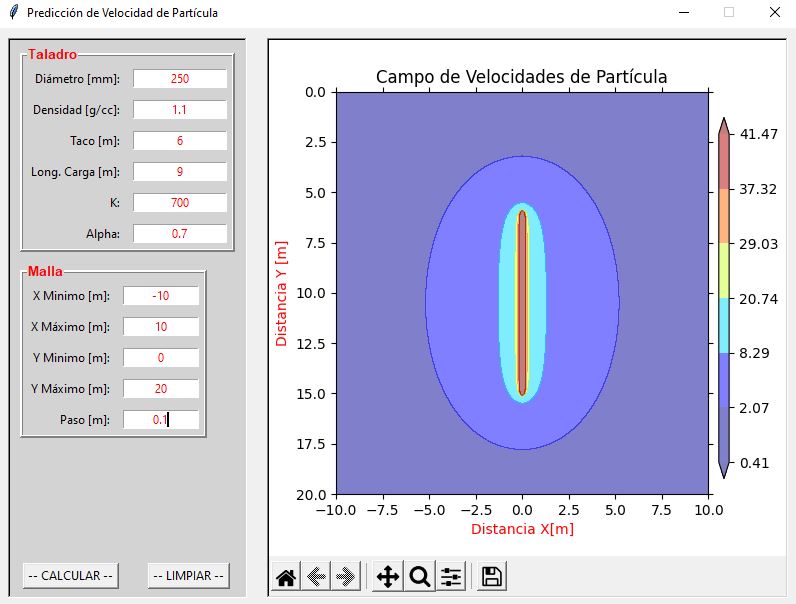 Predicción de Velocidad de Partícula
Taladro
Diámetro [mm]: 250
Densidad [g/cc]: 1.1
Taco [m]: 6
Long. Carga [m]: 9
K: 700
Alpha: 0.7
Malla
X Minimo [m]: -10
X Máximo [m]: 10
Y Minimo [m]: 0
Y Máximo [m]: 20
Paso [m]: 0.1
-- CALCULAR --
-- LIMPIAR --
Campo de Velocidades de Partícula
Distancia Y [m]
0.0
2.5
5.0
7.5
10.0
12.5
15.0
17.5
20.0
−10.0 −7.5 −5.0 −2.5 0.0 2.5 5.0 7.5 10.0
Distancia X[m]
41.47
37.32
29.03
20.74
8.29
2.07
0.41